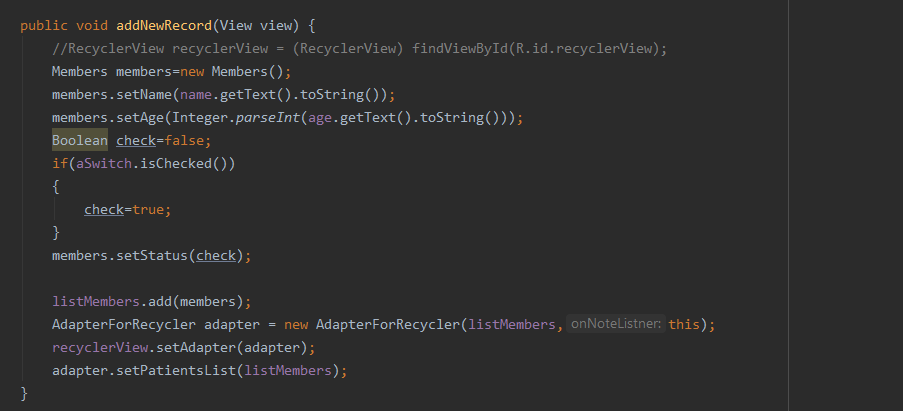 public void addNewRecord(View view) {
    //RecyclerView recyclerView = (RecyclerView) findViewById(R.id.recyclerView);
    Members members=new Members();
    members.setName(name.getText().toString());
    members.setAge(Integer.parseInt(age.getText().toString()));
    Boolean check=false;
    if(aSwitch.isChecked())
    {
        check=true;
    }
    members.setStatus(check);

    listMembers.add(members);
    AdapterForRecycler adapter = new AdapterForRecycler(listMembers, onNoteListner: this);
    recyclerView.setAdapter(adapter);
    adapter.setPatientsList(listMembers);
}